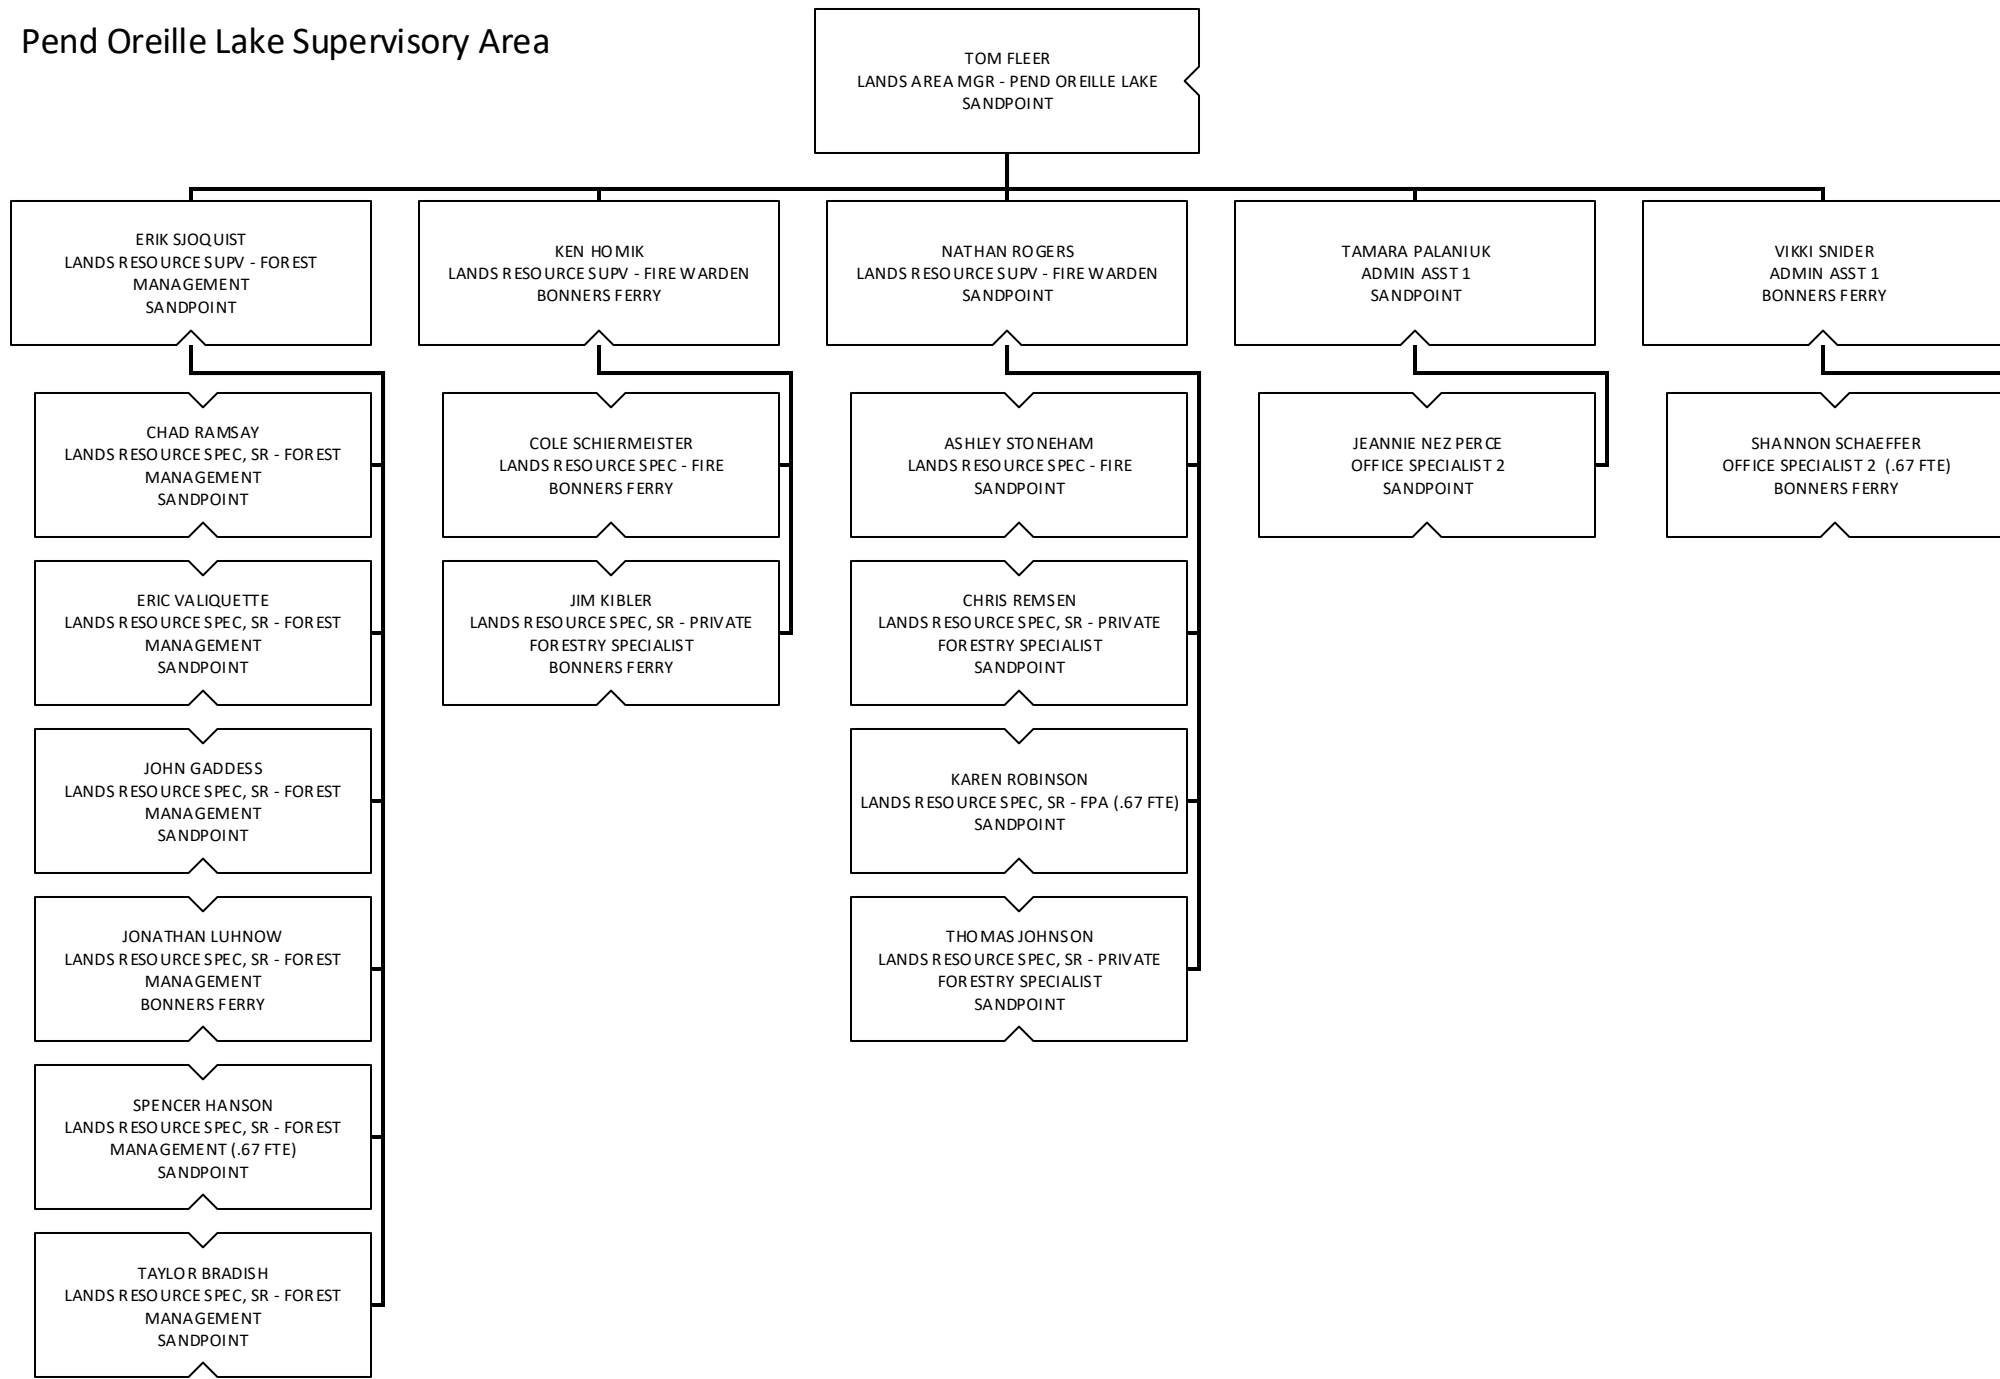 Pend Oreille Lake Supervisory Area
TOM FLEER
LANDS AREA MGR - PEND OREILLE LAKE
SANDPOINT
ERIK SJOQUIST
LANDS RESOURCE SUPV - FOREST
MANAGEMENT
SANDPOINT
KEN HOMIK
LANDS RESOURCE SUPV - FIRE WARDEN
BONNERS FERRY
NATHAN ROGERS
LANDS RESOURCE SUPV - FIRE WARDEN
SANDPOINT
TAMARA PALANIUK
ADMIN ASST 1
SANDPOINT
VIKKI SNIDER
ADMIN ASST 1
BONNERS FERRY
CHAD RAMSAY
LANDS RESOURCE SPEC, SR - FOREST
MANAGEMENT
SANDPOINT
COLE SCHIERMEISTER
LANDS RESOURCE SPEC - FIRE
BONNERS FERRY
ASHLEY STONEHAM
LANDS RESOURCE SPEC - FIRE
SANDPOINT
JEANNIE NEZ PERCE
OFFICE SPECIALIST 2
SANDPOINT
SHANNON SCHAEFFER
OFFICE SPECIALIST 2 (.67 FTE)
BONNERS FERRY
ERIC VALIQUETTE
LANDS RESOURCE SPEC, SR - FOREST
MANAGEMENT
SANDPOINT
JIM KIBLER
LANDS RESOURCE SPEC, SR - PRIVATE
FORESTRY SPECIALIST
BONNERS FERRY
CHRIS REMSEN
LANDS RESOURCE SPEC, SR - PRIVATE
FORESTRY SPECIALIST
SANDPOINT
JOHN GADDESS
LANDS RESOURCE SPEC, SR - FOREST
MANAGEMENT
SANDPOINT
KAREN ROBINSON
LANDS RESOURCE SPEC, SR - FPA (.67 FTE)
SANDPOINT
JONATHAN LUHNOW
LANDS RESOURCE SPEC, SR - FOREST
MANAGEMENT
BONNERS FERRY
THOMAS JOHNSON
LANDS RESOURCE SPEC, SR - PRIVATE
FORESTRY SPECIALIST
SANDPOINT
SPENCER HANSON
LANDS RESOURCE SPEC, SR - FOREST
MANAGEMENT (.67 FTE)
SANDPOINT
TAYLOR BRADISH
LANDS RESOURCE SPEC, SR - FOREST
MANAGEMENT
SANDPOINT